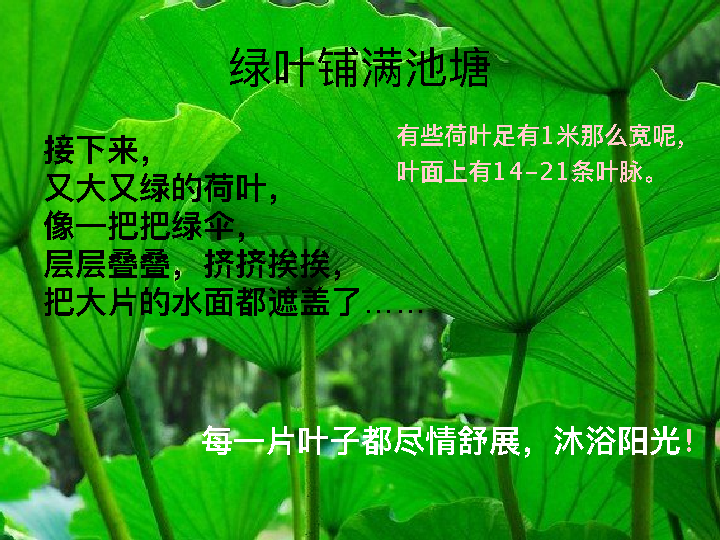 绿叶铺满池塘
有些荷叶足有1米那么宽呢，
叶面上有14-21条叶脉。
接下来，
又大又绿的荷叶，
像一把把绿伞，
层层叠叠，挤挤挨挨，
把大片的水面都遮盖了……
每一片叶子都尽情舒展，沐浴阳光！